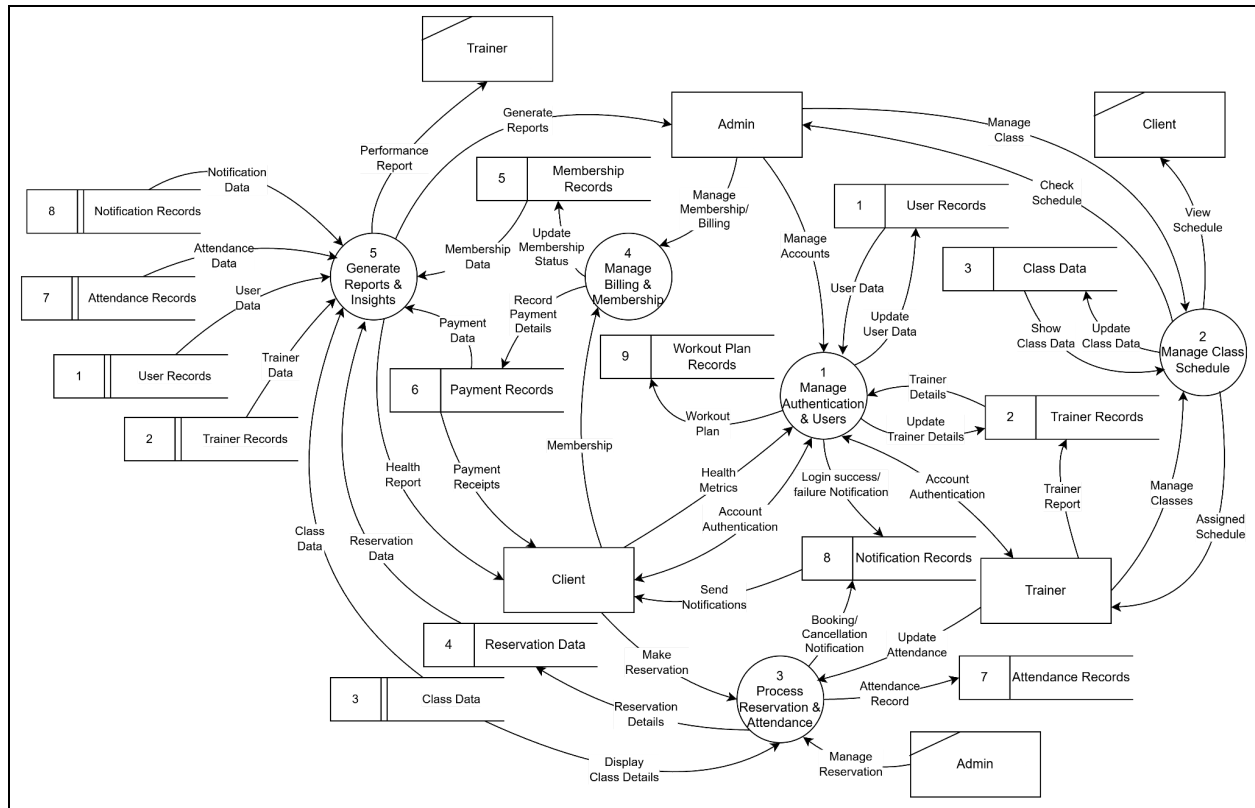 Trainer
Admin
Client
Generate
Reports
Manage
Class
Performance
Report
Notification
Data
5
Membership
Records
Check
Schedule
8
Notification Records
Manage
Membership/
Billing
1
User Records
View
Schedule
Update
Membership
Status
Membership
Data
Manage
Accounts
5
Generate
Reports &
Insights
4
Manage
Billing &
Membership
Attendance
Data
3
Class Data
7
Attendance Records
User
Data
User Data
Record
Payment
Details
Payment
Data
Update
User Data
Show
Class Data
Update
Class Data
2
Manage Class
Schedule
9
Workout Plan
Records
Trainer
Data
1
User Records
6
Payment Records
1
Manage
Authentication
& Users
Trainer
Details
2
Trainer Records
Workout
Plan
Update
Trainer Details
2
Trainer Records
Membership
Health
Report
Payment
Receipts
Health
Metrics
Login success/
failure Notification
Account
Authentication
Trainer
Report
Manage
Classes
Account
Authentication
Assigned
Schedule
Class
Data
Reservation
Data
Client
8
Notification Records
Trainer
Send
Notifications
Booking/
Cancellation
Notification
4
Reservation Data
Update
Attendance
Make
Reservation
3
Process
Reservation &
Attendance
7
Attendance Records
Attendance
Record
3
Class Data
Reservation
Details
Display
Class Details
Manage
Reservation
Admin